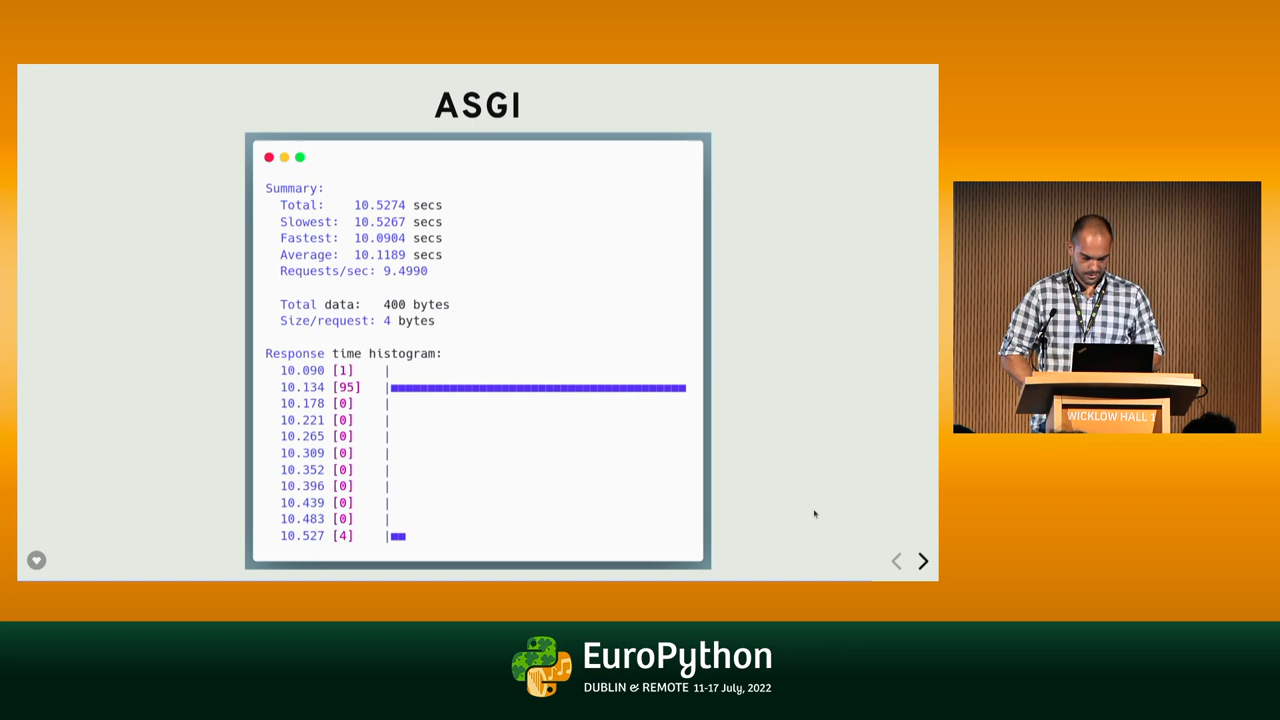 ASGI
Summary:
Total: 10.5274 secs
Slowest: 10.5267 secs
Fastest: 10.0904 secs
Average: 10.1189 secs
Requests/sec: 9.4990
Total data: 400 bytes
Size/request: 4 bytes
Response time histogram:
10.090 [1] |
10.134 [95] |■■■■■■■■■■■■■■■■■■■■■■■■■■■■■■■■■■■■■■■■
10.178 [0] |
10.221 [0] |
10.265 [0] |
10.309 [0] |
10.352 [0] |
10.396 [0] |
10.439 [0] |
10.483 [0] |
10.527 [4] |■■
WICKLOW HALL 1
EuroPython
DUBLIN & REMOTE 11-17 July, 2022